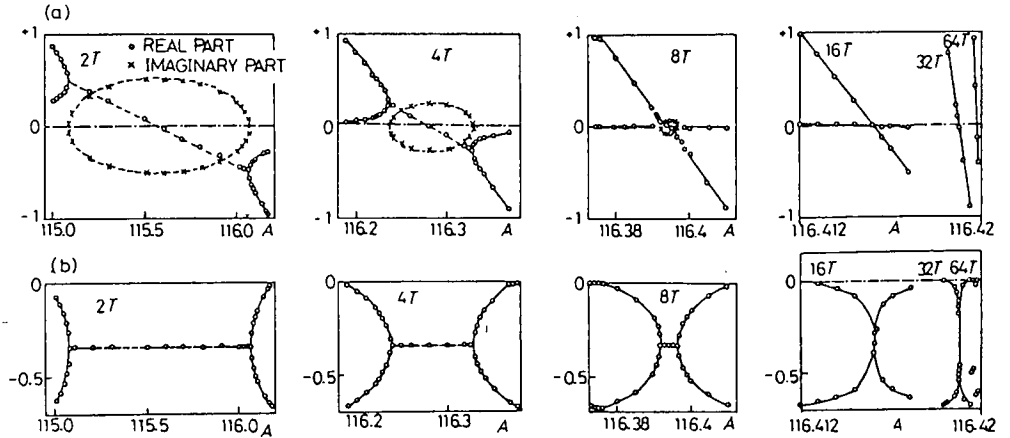 (a)
+1
2T
o REAL PART
x IMAGINARY PART
0
-1
115.0 115.5 116.0 A
+1
4T
0
-1
116.2 116.3 A
+1
8T
0
-1
116.38 116.4 A
+1
16T
32T
64T
0
-1
116.412 A 116.42
(b)
0
2T
-0.5
115.0 115.5 116.0 A
0
4T
-0.5
116.2 116.3 A
0
8T
-0.5
116.38 116.4 A
0
16T 32T 64T
-0.5
116.412 A 116.42